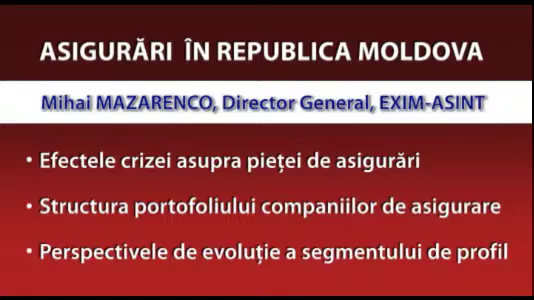 ASIGURĂRI ÎN REPUBLICA MOLDOVA
Mihai MAZARENCO, Director General, EXIM-ASINT
• Efectele crizei asupra pieței de asigurări
• Structura portofoliului companiilor de asigurare
• Perspectivele de evoluție a segmentului de profil